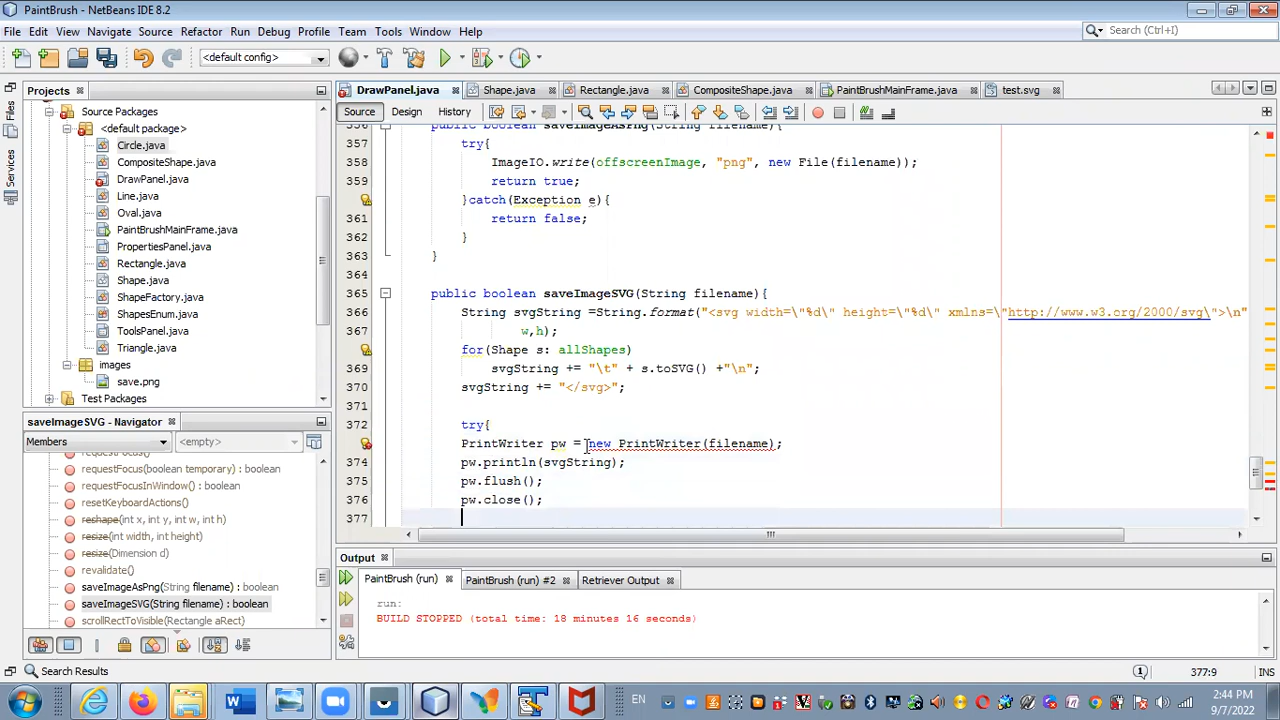 PaintBrush - NetBeans IDE 8.2
File Edit View Navigate Source Refactor Run Debug Profile Team Tools Window Help
Search (Ctrl+I)
<default config>
Projects
DrawPanel.java Shape.java Rectangle.java CompositeShape.java PaintBrushMainFrame.java test.svg
Source Design History
Files
Services
Source Packages
<default package>
Circle.java
CompositeShape.java
DrawPanel.java
Line.java
Oval.java
PaintBrushMainFrame.java
PropertiesPanel.java
Rectangle.java
Shape.java
ShapeFactory.java
ShapesEnum.java
ToolsPanel.java
Triangle.java
images
save.png
Test Packages
356 public boolean saveImageAsPng(String filename){
357 try{
358 ImageIO.write(offscreenImage, "png", new File(filename));
359 return true;
}catch(Exception e){
361 return false;
362 }
363 }
364
365 public boolean saveImageSVG(String filename){
366 String svgString =String.format("<svg width=\"%d\" height=\"%d\" xmlns=\"http://www.w3.org/2000/svg\">\n"
367 w,h);
for(Shape s: allShapes)
369 svgString += "\t" + s.toSVG() +"\n";
370 svgString += "</svg>";
371
372 try{
PrintWriter pw = new PrintWriter(filename);
374 pw.println(svgString);
375 pw.flush();
376 pw.close();
377
saveImageSVG - Navigator
Members <empty>
requestFocus(boolean temporary) : boolean
requestFocusInWindow() : boolean
resetKeyboardActions()
reshape(int x, int y, int w, int h)
resize(int width, int height)
resize(Dimension d)
revalidate()
saveImageAsPng(String filename) : boolean
saveImageSVG(String filename) : boolean
scrollRectToVisible(Rectangle aRect)
Output
PaintBrush (run) PaintBrush (run) #2 Retriever Output
run:
BUILD STOPPED (total time: 18 minutes 16 seconds)
Search Results
1
377:9
INS
EN
2:44 PM
9/7/2022